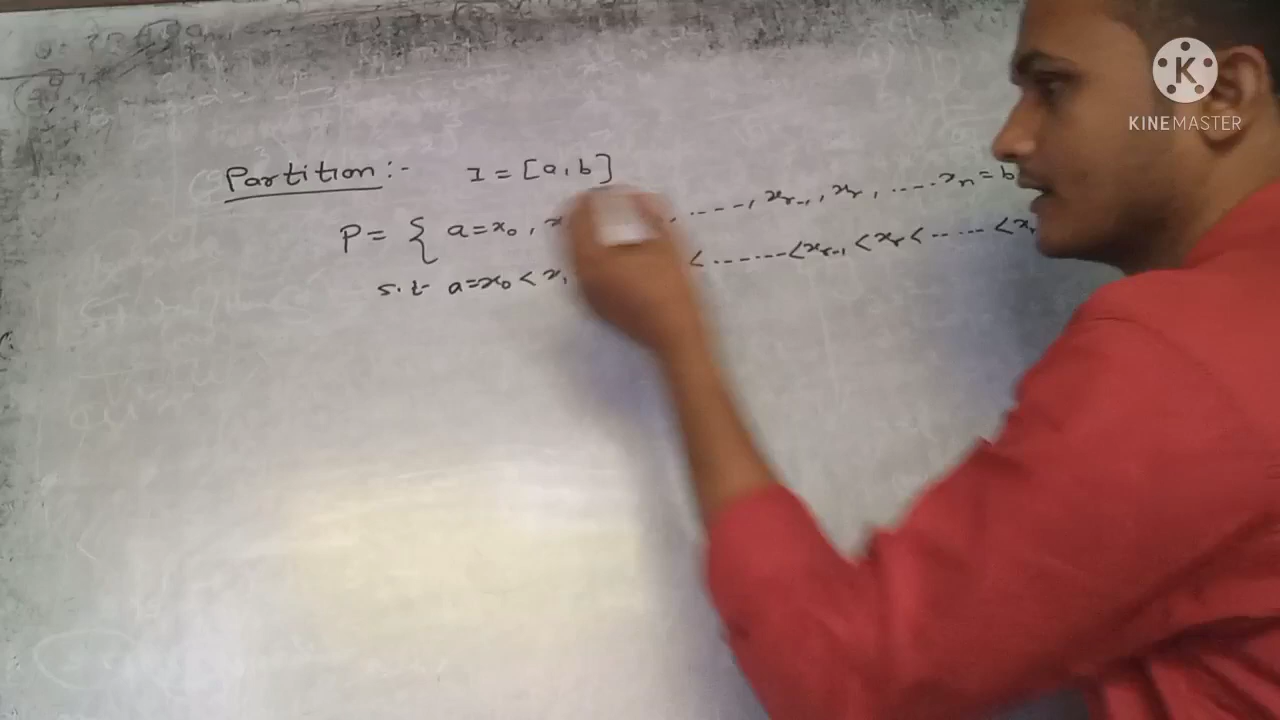 Partition :- I = [a, b]
P = { a = x₀, x ......, xᵣ₋₁, xᵣ, ..... xₙ = b
s.t a = x₀ < x₁ < ....... < xᵣ₋₁ < xᵣ < ..... < x
K
KINEMASTER